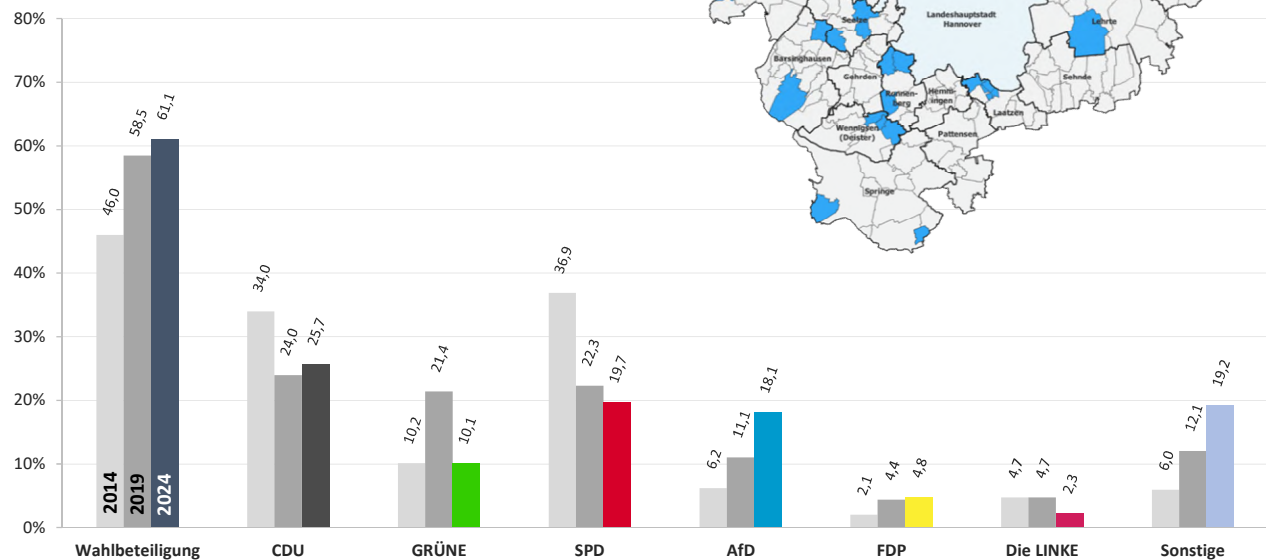 80%
70%
60%
50%
40%
30%
20%
10%
0%
46,0
58,5
61,1
34,0
24,0
25,7
10,2
21,4
10,1
36,9
22,3
19,7
6,2
11,1
18,1
2,1
4,4
4,8
4,7
4,7
2,3
6,0
12,1
19,2
2014
2019
2024
Wahlbeteiligung
CDU
GRÜNE
SPD
AfD
FDP
Die LINKE
Sonstige
Seelze
Landeshauptstadt
Hannover
Lehrte
Barsinghausen
Gehrden
Sehnde
Ronnen-
berg
Hemm-
ingen
Laatzen
Wennigsen
(Deister)
Pattensen
Springe